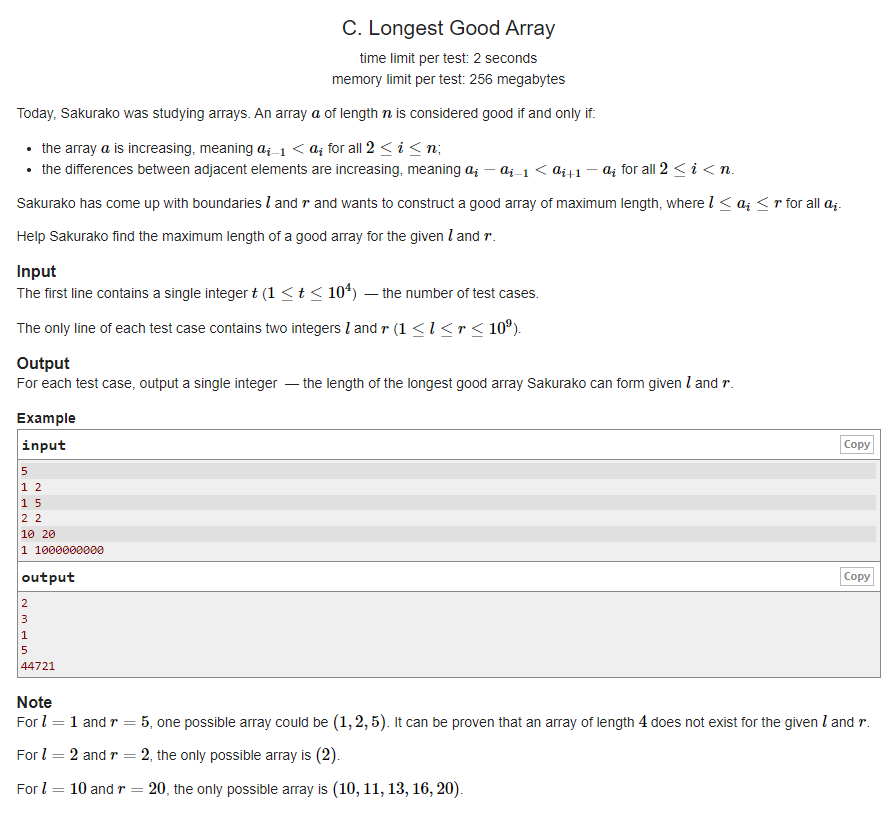 C. Longest Good Array
time limit per test: 2 seconds
memory limit per test: 256 megabytes
Today, Sakurako was studying arrays. An array a of length n is considered good if and only if:
• the array a is increasing, meaning a_{i−1} < a_i for all 2 ≤ i ≤ n;
• the differences between adjacent elements are increasing, meaning a_i − a_{i−1} < a_{i+1} − a_i for all 2 ≤ i < n.
Sakurako has come up with boundaries l and r and wants to construct a good array of maximum length, where l ≤ a_i ≤ r for all a_i.
Help Sakurako find the maximum length of a good array for the given l and r.
Input
The first line contains a single integer t (1 ≤ t ≤ 10^4) — the number of test cases.
The only line of each test case contains two integers l and r (1 ≤ l ≤ r ≤ 10^9).
Output
For each test case, output a single integer — the length of the longest good array Sakurako can form given l and r.
Example
input
Copy
5
1 2
1 5
2 2
10 20
1 1000000000
output
Copy
2
3
1
5
44721
Note
For l = 1 and r = 5, one possible array could be (1, 2, 5). It can be proven that an array of length 4 does not exist for the given l and r.
For l = 2 and r = 2, the only possible array is (2).
For l = 10 and r = 20, the only possible array is (10, 11, 13, 16, 20).